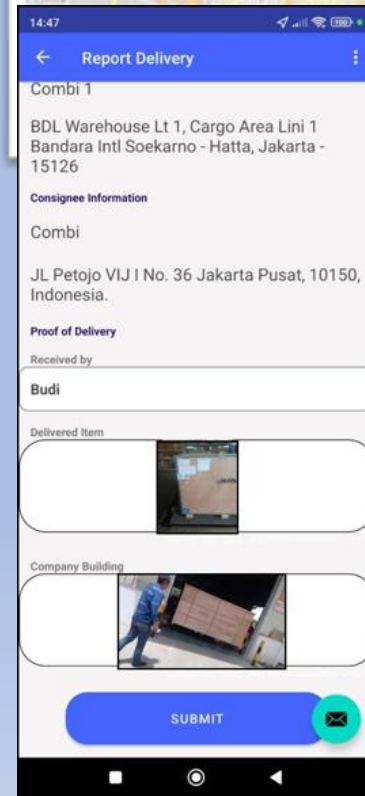 14:47
100
Report Delivery
Combi 1
BDL Warehouse Lt 1, Cargo Area Lini 1
Bandara Intl Soekarno - Hatta, Jakarta -
15126
Consignee Information
Combi
JL Petojo VIJ I No. 36 Jakarta Pusat, 10150,
Indonesia.
Proof of Delivery
Received by
Budi
Delivered Item
Company Building
SUBMIT